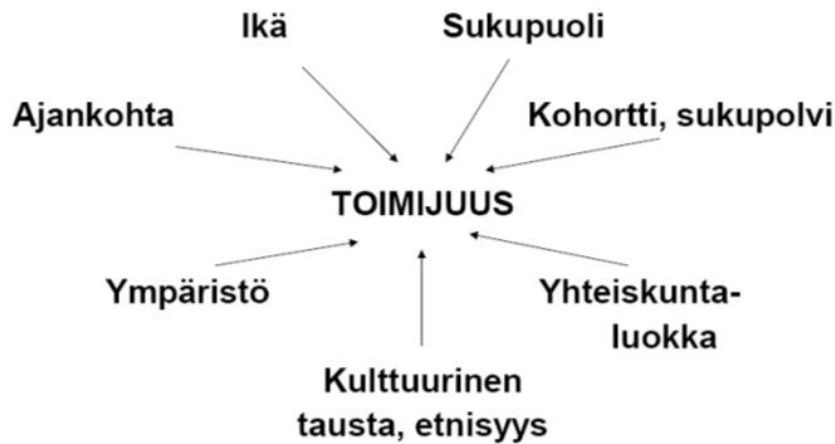 Ikä
Sukupuoli
Ajankohta
Kohortti, sukupolvi
TOIMIJUUS
Ympäristö
Yhteiskunta-
luokka
Kulttuurinen
tausta, etnisyys